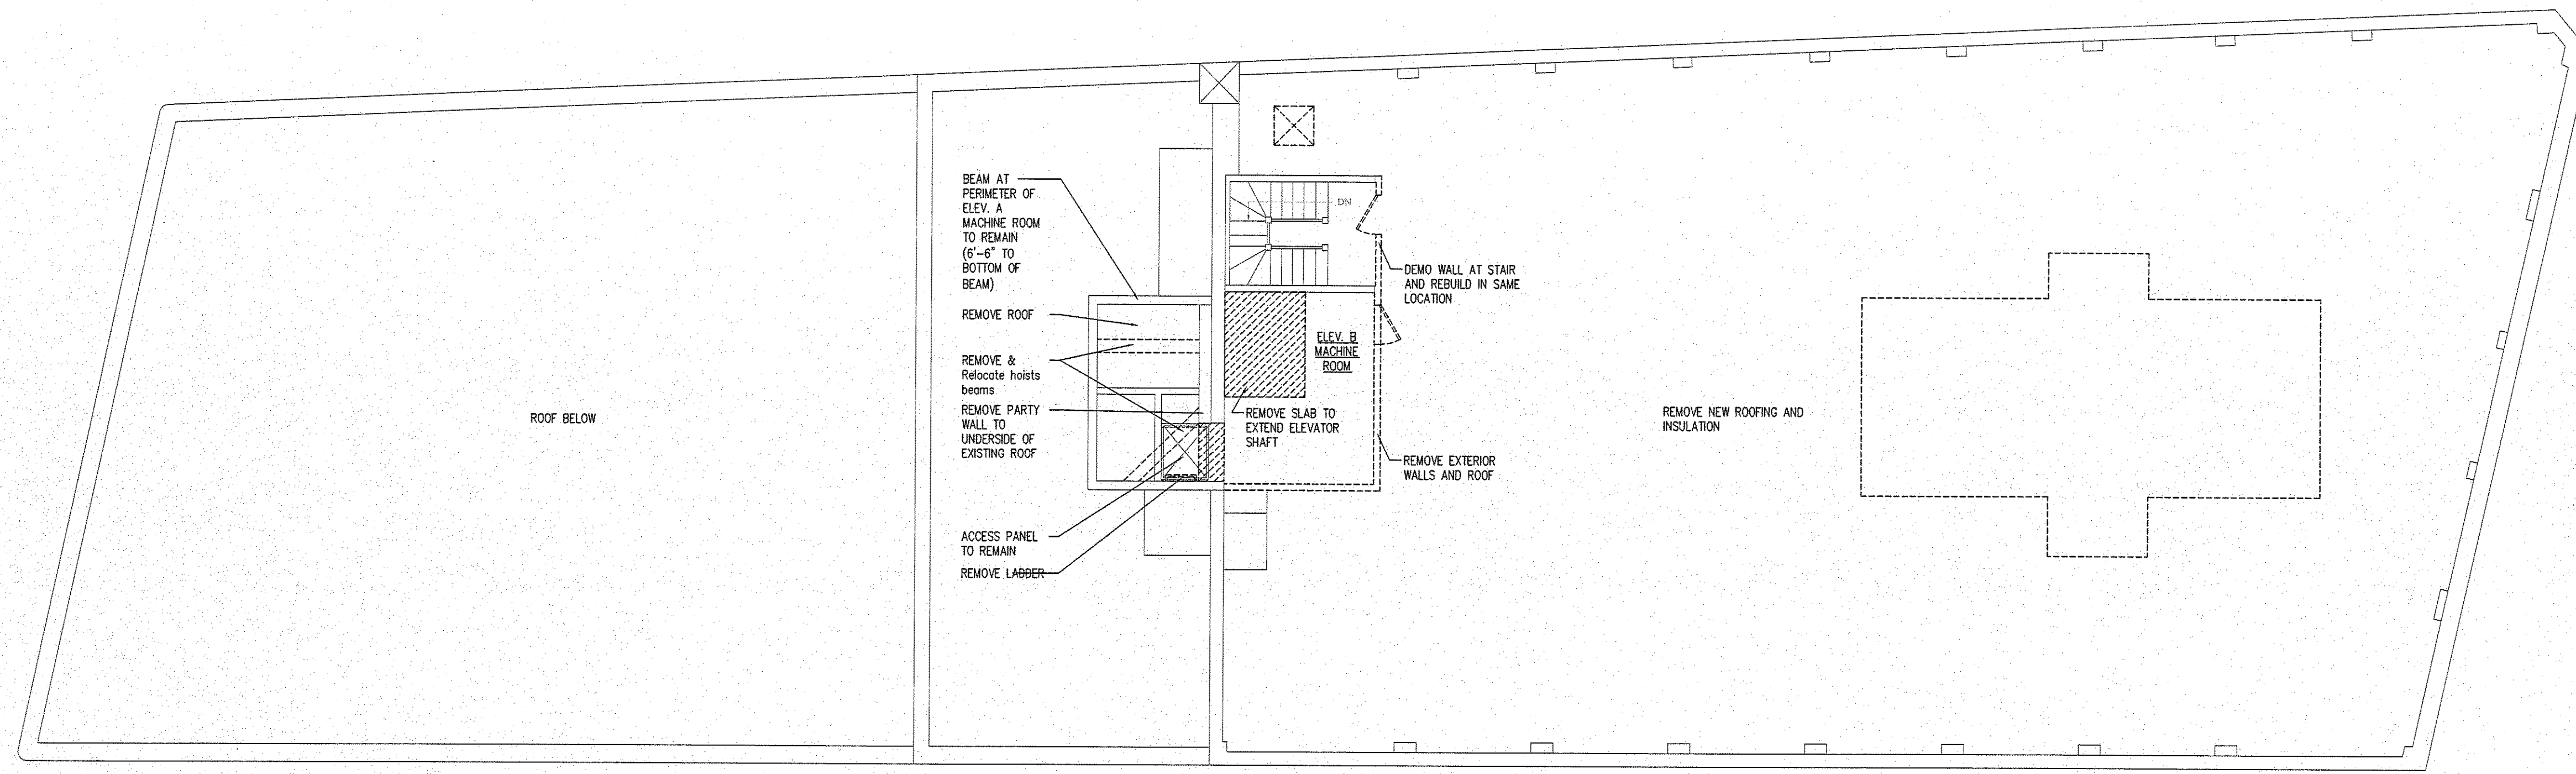 BEAM AT
PERIMETER OF
ELEV. A
MACHINE ROOM
TO REMAIN
(6'-6" TO
BOTTOM OF
BEAM)
REMOVE ROOF
REMOVE &
Relocate hoists
beams
REMOVE PARTY
WALL TO
UNDERSIDE OF
EXISTING ROOF
ACCESS PANEL
TO REMAIN
REMOVE LADDER
ROOF BELOW
DN
DEMO WALL AT STAIR
AND REBUILD IN SAME
LOCATION
ELEV. B
MACHINE
ROOM
REMOVE SLAB TO
EXTEND ELEVATOR
SHAFT
REMOVE EXTERIOR
WALLS AND ROOF
REMOVE NEW ROOFING AND
INSULATION